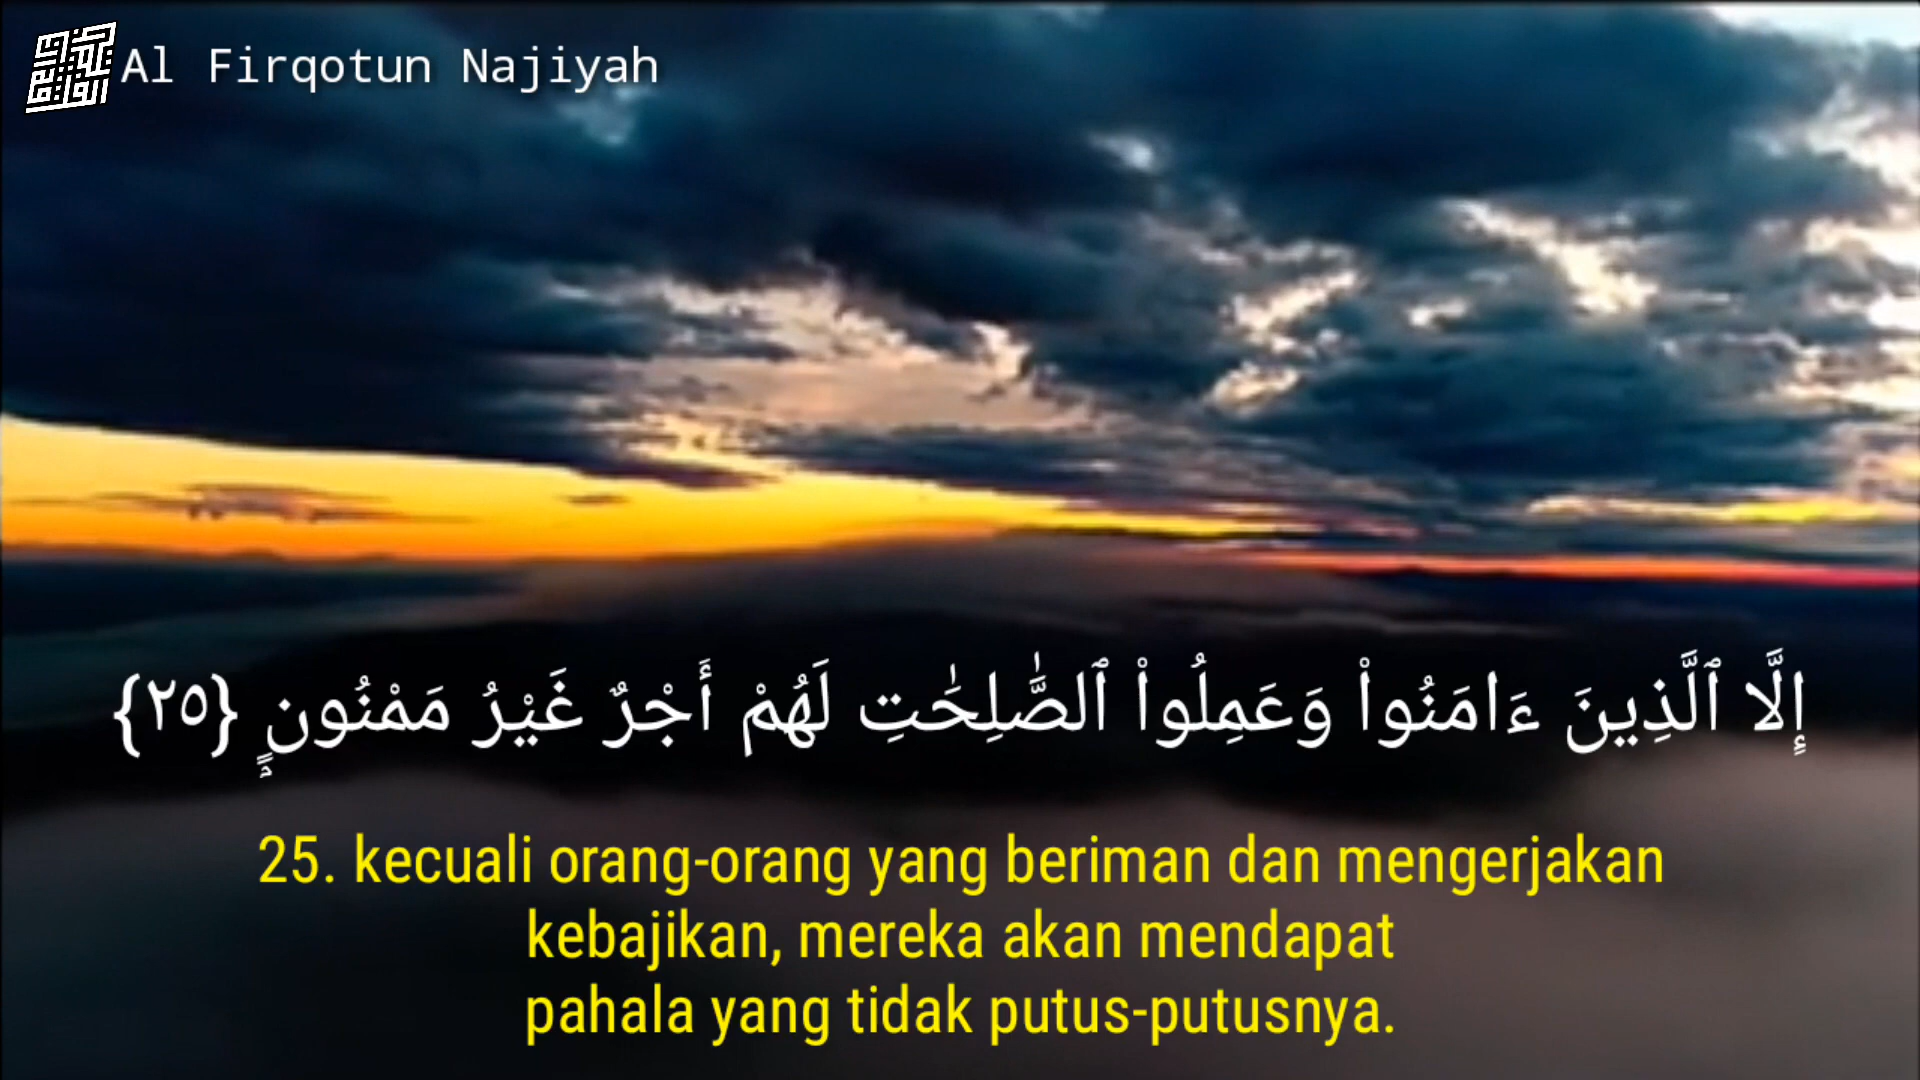 Al Firqotun Najiyah
إِلَّا ٱلَّذِينَ ءَامَنُوا۟ وَعَمِلُوا۟ ٱلصَّٰلِحَٰتِ لَهُمْ أَجْرٌ غَيْرُ مَمْنُونٍۭ {٢٥}
25. kecuali orang-orang yang beriman dan mengerjakan
kebajikan, mereka akan mendapat
pahala yang tidak putus-putusnya.